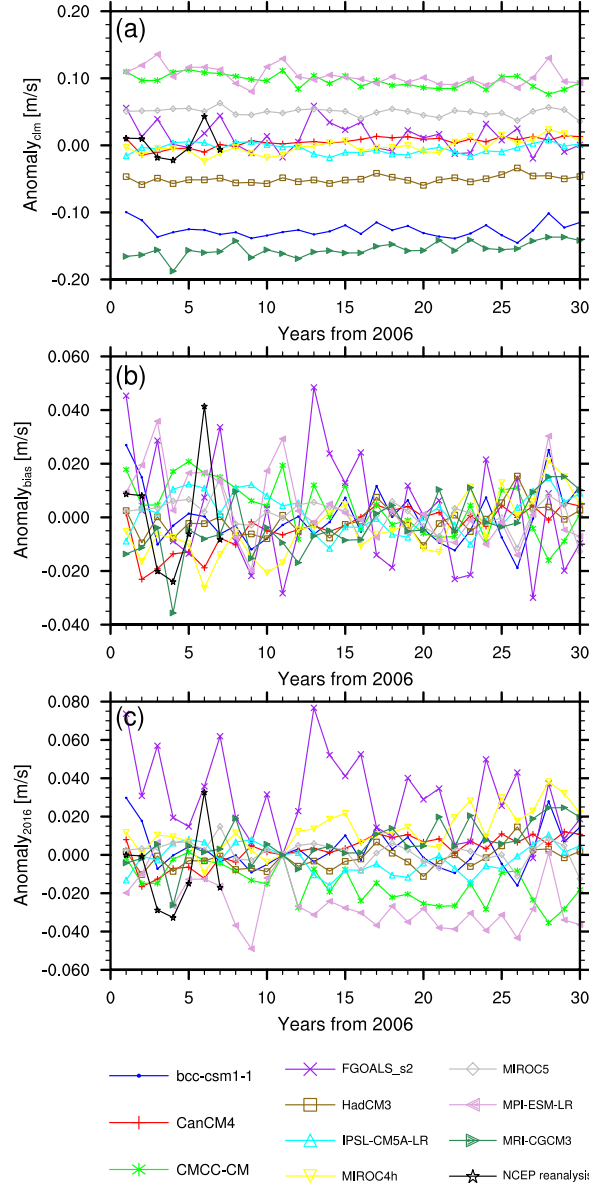 (a)
0.20
0.10
0.00
-0.10
-0.20
Anomaly_clm [m/s]
0 5 10 15 20 25 30
Years from 2006
(b)
0.060
0.040
0.020
0.000
-0.020
-0.040
Anomaly_bias [m/s]
0 5 10 15 20 25 30
Years from 2006
(c)
0.080
0.060
0.040
0.020
0.000
-0.020
-0.040
-0.060
Anomaly_2016 [m/s]
0 5 10 15 20 25 30
Years from 2006
bcc-csm1-1
CanCM4
CMCC-CM
FGOALS_s2
HadCM3
IPSL-CM5A-LR
MIROC4h
MIROC5
MPI-ESM-LR
MRI-CGCM3
NCEP reanalysis